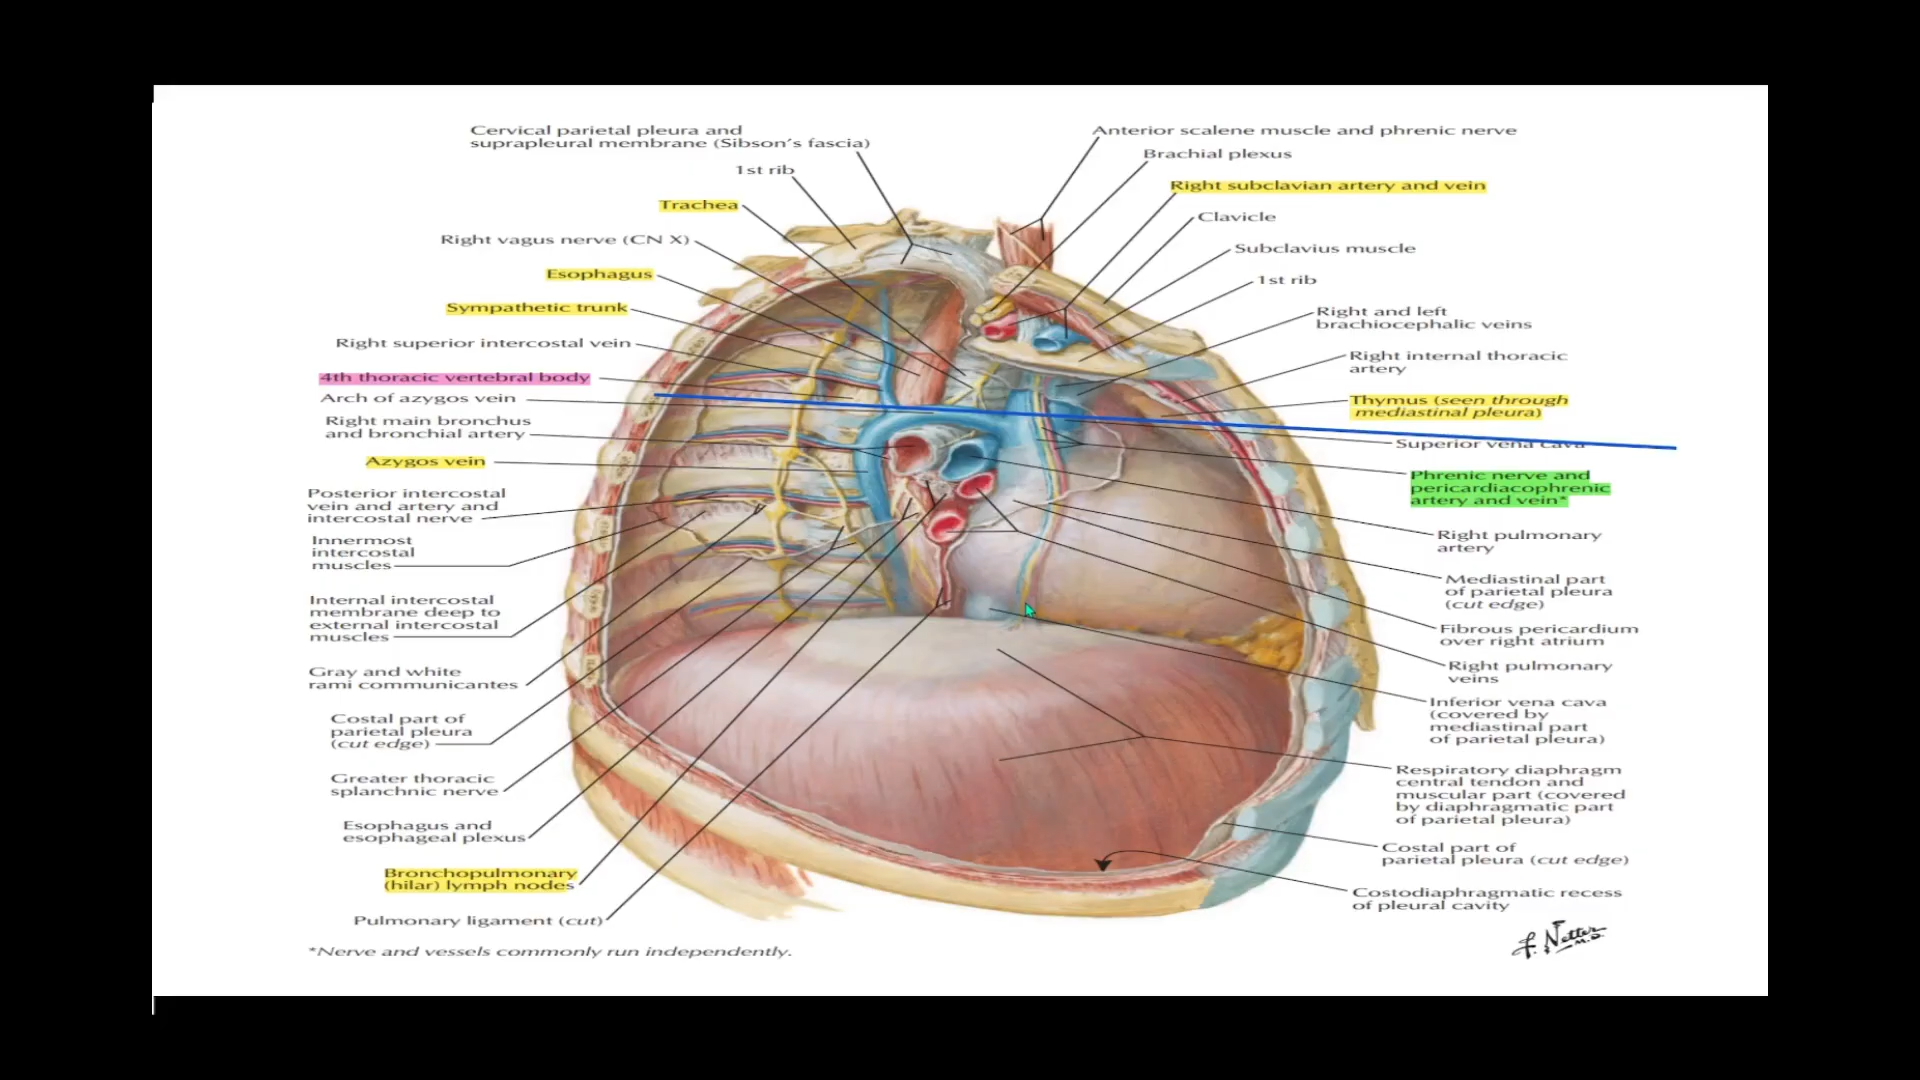 Cervical parietal pleura and
suprapleural membrane (Sibson's fascia)
1st rib
Trachea
Right vagus nerve (CN X)
Esophagus
Sympathetic trunk
Right superior intercostal vein
4th thoracic vertebral body
Arch of azygos vein
Right main bronchus
and bronchial artery
Azygos vein
Posterior intercostal
vein and artery and
intercostal nerve
Innermost
intercostal
muscles
Internal intercostal
membrane deep to
external intercostal
muscles
Gray and white
rami communicantes
Costal part of
parietal pleura
(cut edge)
Greater thoracic
splanchnic nerve
Esophagus and
esophageal plexus
Bronchopulmonary
(hilar) lymph nodes
Pulmonary ligament (cut)
*Nerve and vessels commonly run independently.
Anterior scalene muscle and phrenic nerve
Brachial plexus
Right subclavian artery and vein
Clavicle
Subclavius muscle
1st rib
Right and left
brachiocephalic veins
Right internal thoracic
artery
Thymus (seen through
mediastinal pleura)
Superior vena cava
Phrenic nerve and
pericardiacophrenic
artery and vein*
Right pulmonary
artery
Mediastinal part
of parietal pleura
(cut edge)
Fibrous pericardium
over right atrium
Right pulmonary
veins
Inferior vena cava
(covered by
mediastinal part
of parietal pleura)
Respiratory diaphragm
central tendon and
muscular part (covered
by diaphragmatic part
of parietal pleura)
Costal part of
parietal pleura (cut edge)
Costodiaphragmatic recess
of pleural cavity
F. Netter
M.D.